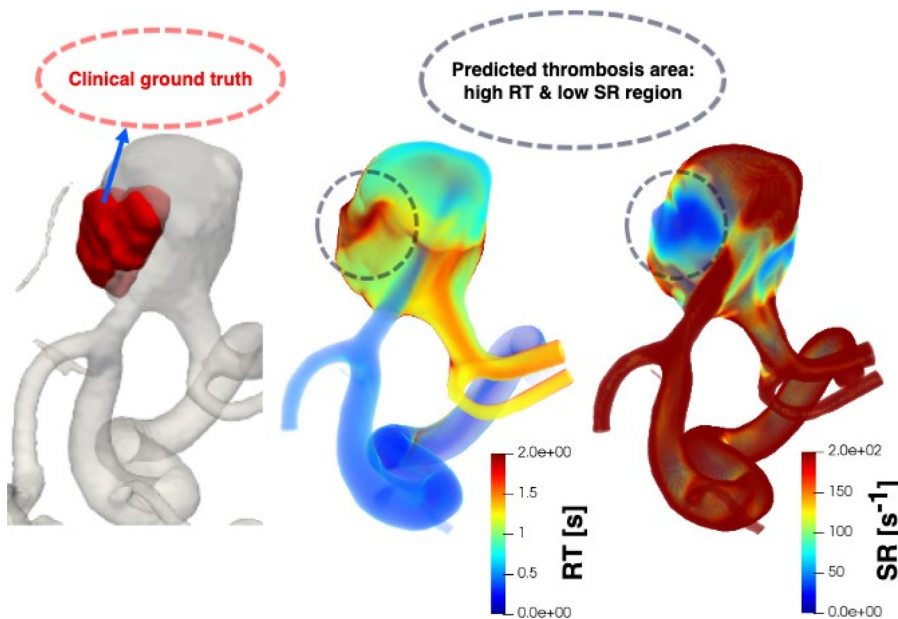 Clinical ground truth
Predicted thrombosis area:
high RT & low SR region
2.0e+00
1.5
1
0.5
0.0e+00
RT [s]
2.0e+02
150
100
50
0.0e+00
SR [s⁻¹]